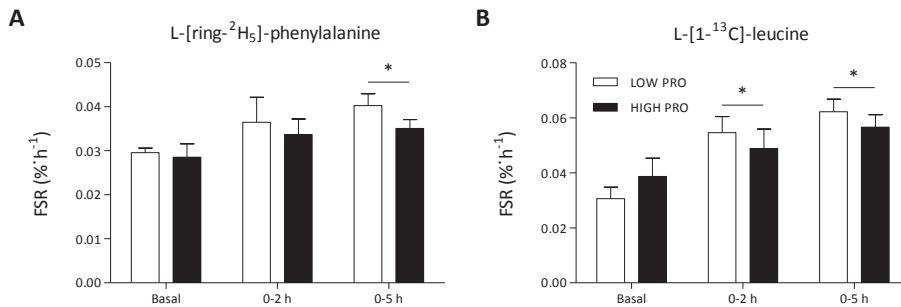 A
L-[ring-²H₅]-phenylalanine
FSR (%·h⁻¹)
0.05
0.04
0.03
0.02
0.01
0.00
*
Basal
0-2 h
0-5 h
B
L-[1-¹³C]-leucine
FSR (%·h⁻¹)
0.08
0.06
0.04
0.02
0.00
LOW PRO
HIGH PRO
*
*
Basal
0-2 h
0-5 h